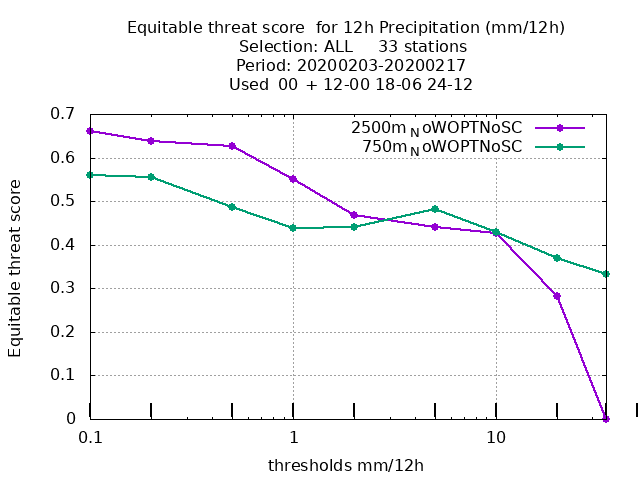 Equitable threat score  for 12h Precipitation (mm/12h)
Selection: ALL     33 stations
Period: 20200203-20200217
Used  00  + 12-00 18-06 24-12
2500m_NoWOPTNoSC
750m_NoWOPTNoSC
Equitable threat score
0.7
0.6
0.5
0.4
0.3
0.2
0.1
0
0.1
1
10
thresholds mm/12h